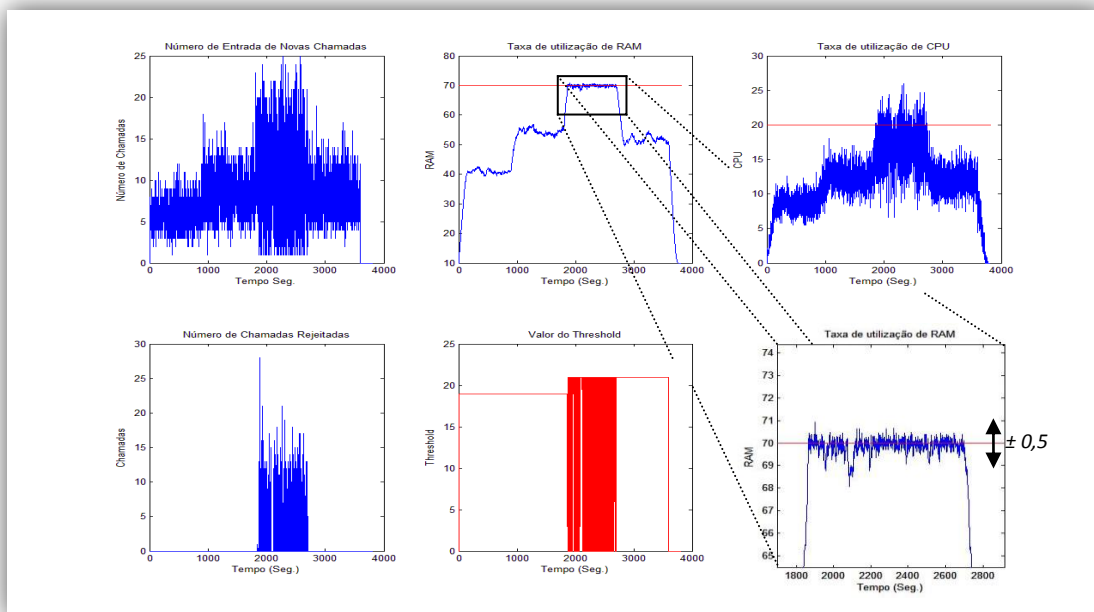 Número de Entrada de Novas Chamadas
25
20
15
10
5
0
Número de Chamadas
0 1000 2000 3000 4000
Tempo Seg.
Taxa de utilização de RAM
80
70
60
50
40
30
20
10
RAM
0 1000 2000 3000 4000
Tempo (Seg.)
Taxa de utilização de CPU
30
25
20
15
10
5
0
CPU
0 1000 2000 3000 4000
Tempo (Seg.)
Número de Chamadas Rejeitadas
30
25
20
15
10
5
0
Chamadas
0 1000 2000 3000 4000
Tempo (Seg.)
Valor do Threshold
25
20
15
10
5
0
Threshold
0 1000 2000 3000 4000
Tempo (Seg.)
Taxa de utilização de RAM
74
73
72
71
70
69
68
67
66
65
RAM
1800 2000 2200 2400 2600 2800
Tempo (Seg.)
± 0,5